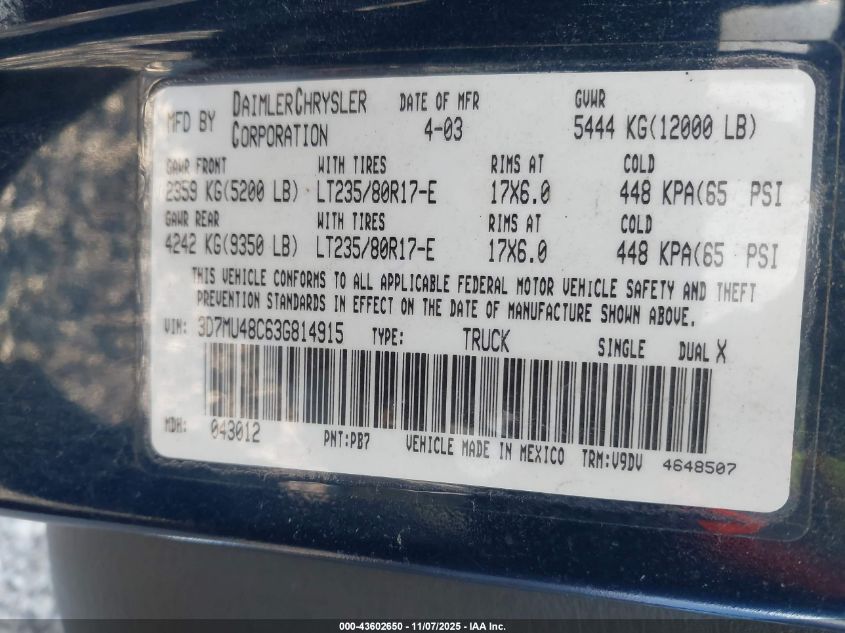 MFD BY DAIMLERCHRYSLER CORPORATION DATE OF MFR 4-03 GVWR 5444 KG(12000 LB)
GAWR FRONT WITH TIRES RIMS AT COLD
2359 KG(5200 LB) LT235/80R17-E 17X6.0 448 KPA(65 PSI
GAWR REAR WITH TIRES RIMS AT COLD
4242 KG(9350 LB) LT235/80R17-E 17X6.0 448 KPA(65 PSI
THIS VEHICLE CONFORMS TO ALL APPLICABLE FEDERAL MOTOR VEHICLE SAFETY AND THEFT
PREVENTION STANDARDS IN EFFECT ON THE DATE OF MANUFACTURE SHOWN ABOVE.
VIN: 3D7MU48C63G814915 TYPE: TRUCK SINGLE DUAL X
MDH: 043012 PNT:PB7 VEHICLE MADE IN MEXICO TRM:V9DV 4648507
000-43602650 - 11/07/2025 - IAA Inc.